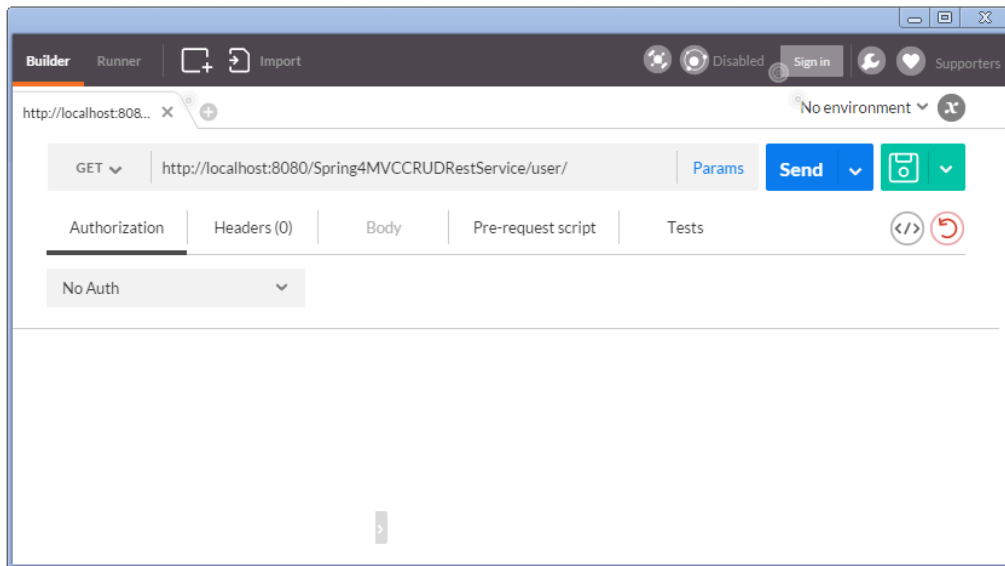 Builder Runner Import Disabled Sign in Supporters
http://localhost:808... No environment
GET http://localhost:8080/Spring4MVCCRUDRestService/user/ Params Send
Authorization Headers (0) Body Pre-request script Tests
No Auth